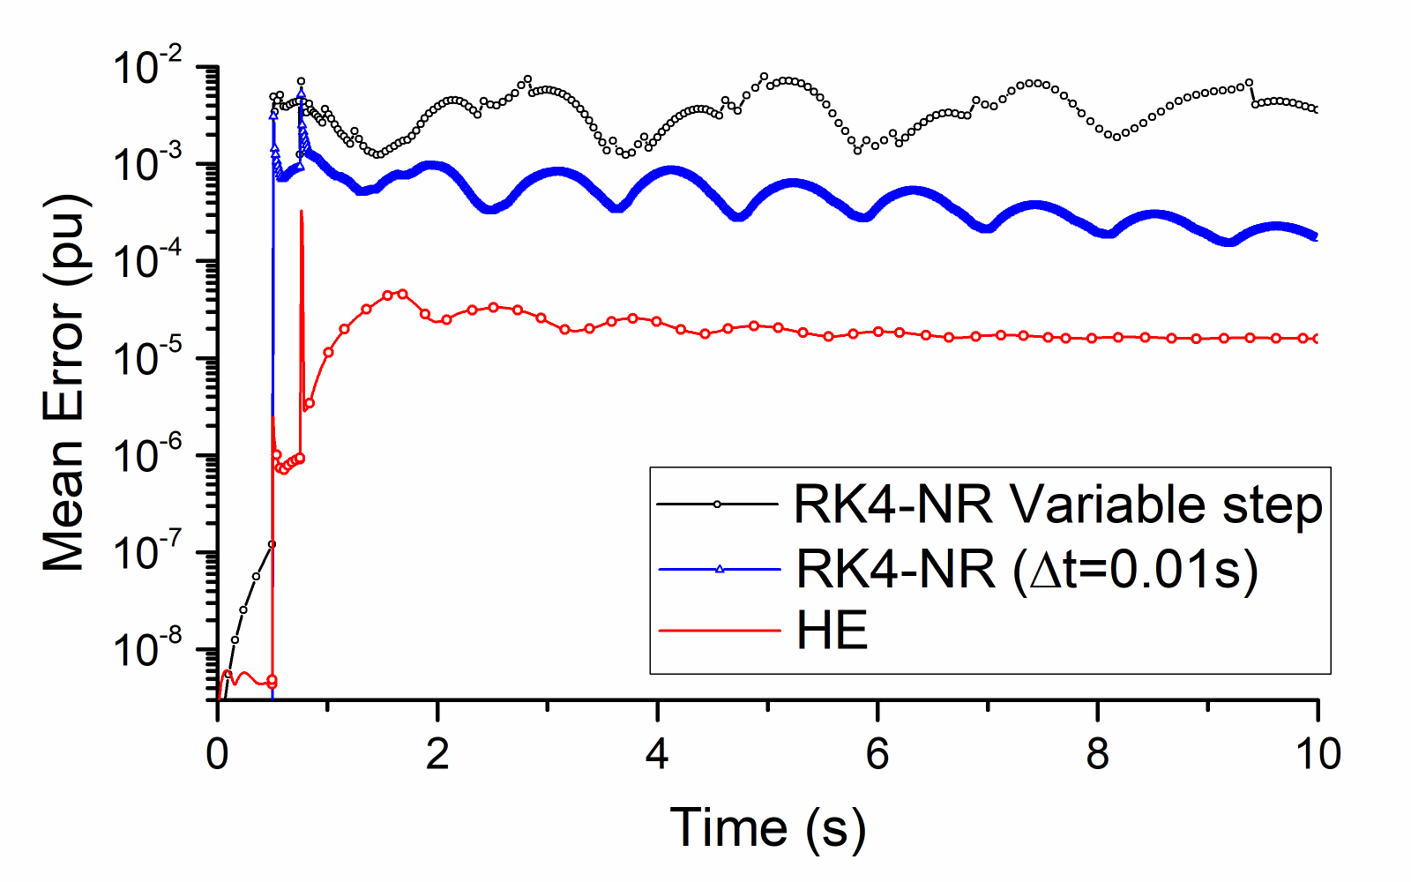 Mean Error (pu)
10⁻²
10⁻³
10⁻⁴
10⁻⁵
10⁻⁶
10⁻⁷
10⁻⁸
RK4-NR Variable step
RK4-NR (Δt=0.01s)
HE
0 2 4 6 8 10
Time (s)